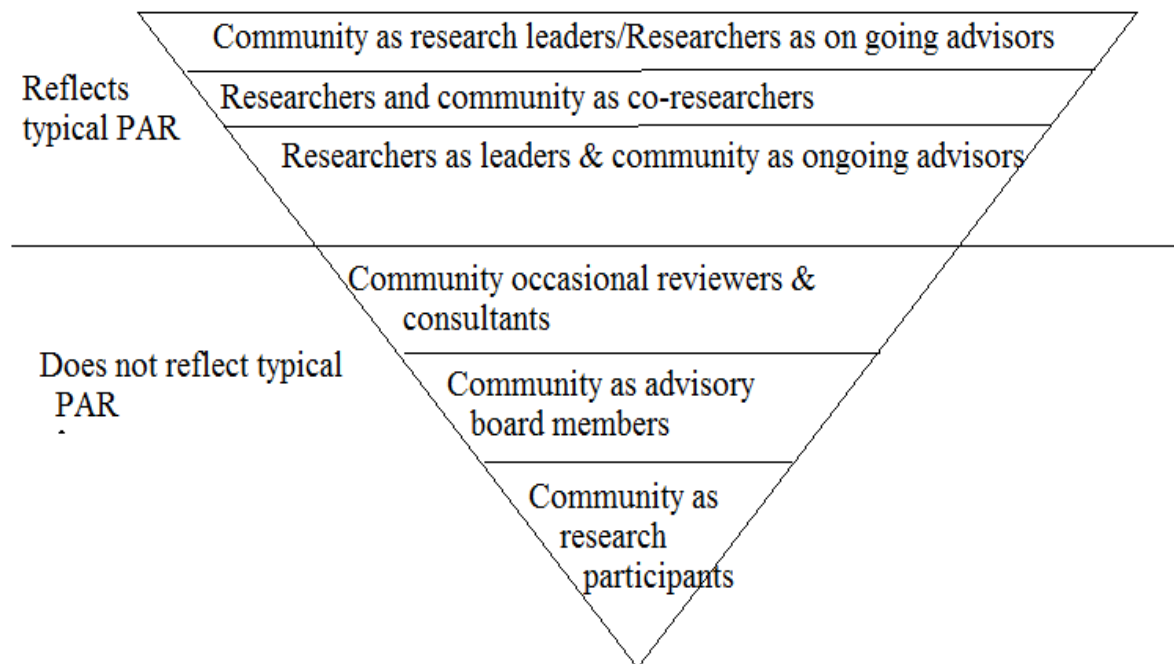 Community as research leaders/Researchers as on going advisors
Reflects
typical PAR
Researchers and community as co-researchers
Researchers as leaders & community as ongoing advisors
Community occasional reviewers &
consultants
Does not reflect typical
PAR
Community as advisory
board members
Community as
research
participants